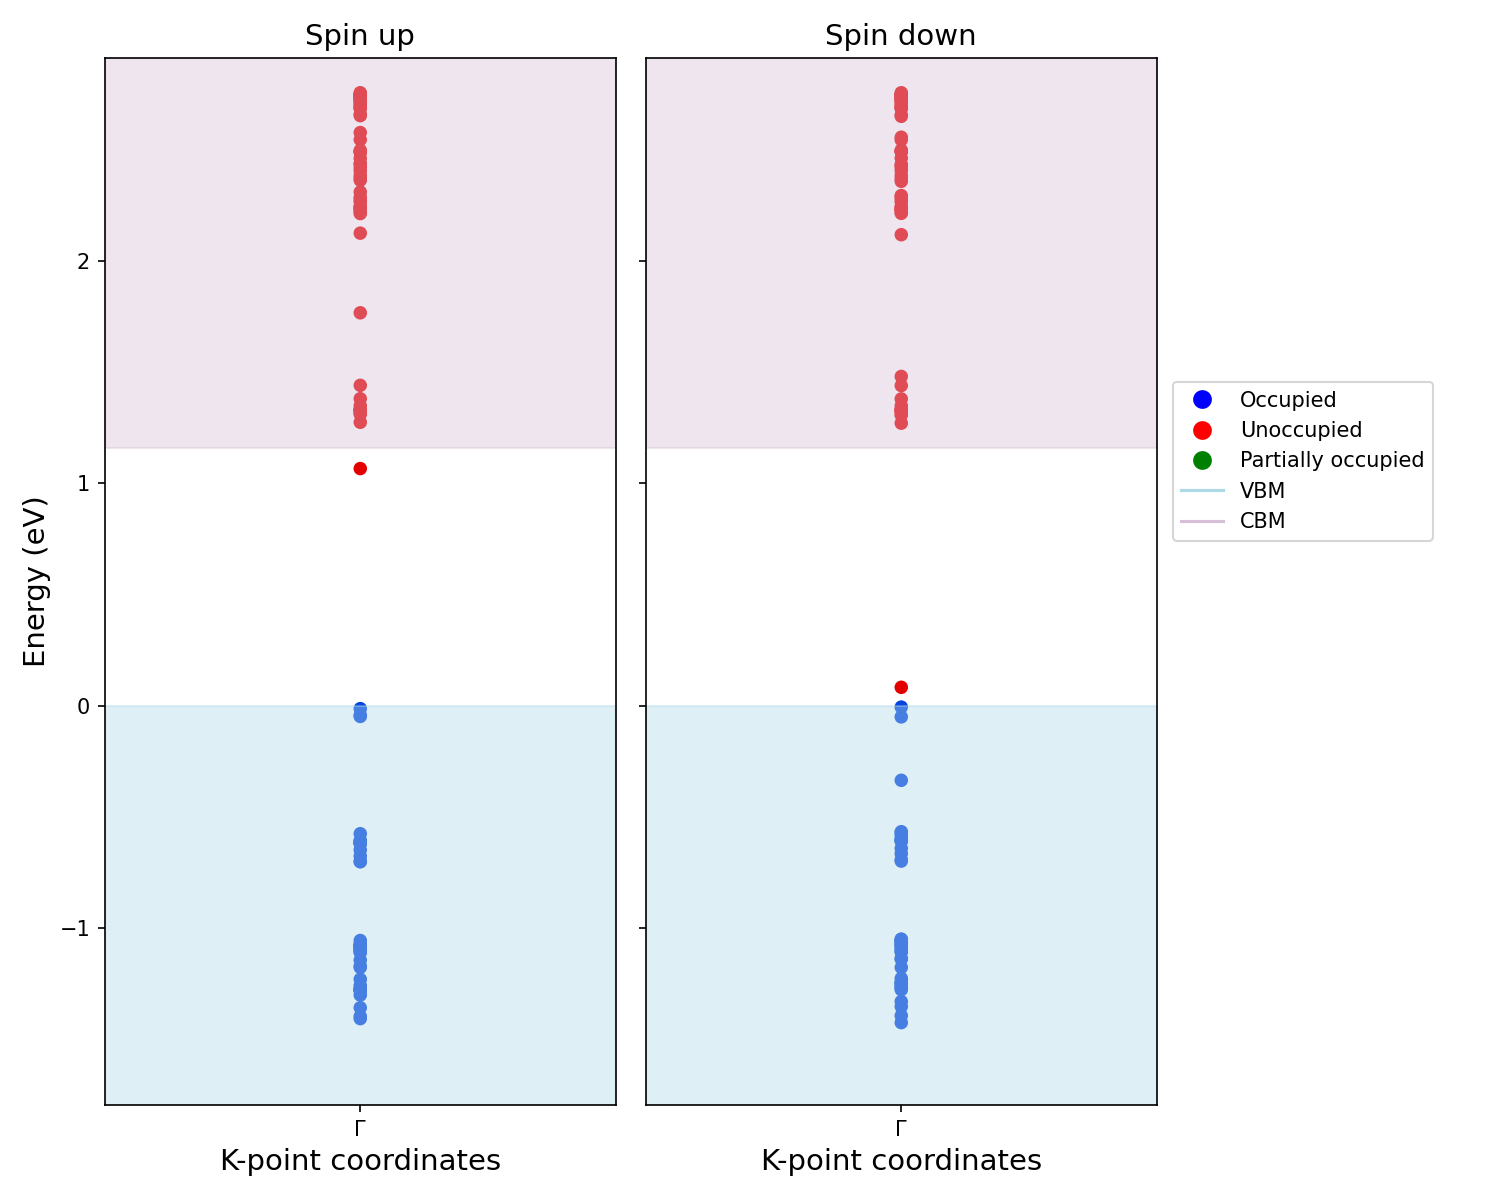 Spin up
Spin down
Energy (eV)
2
1
0
−1
Γ
Γ
K-point coordinates
K-point coordinates
Occupied
Unoccupied
Partially occupied
VBM
CBM